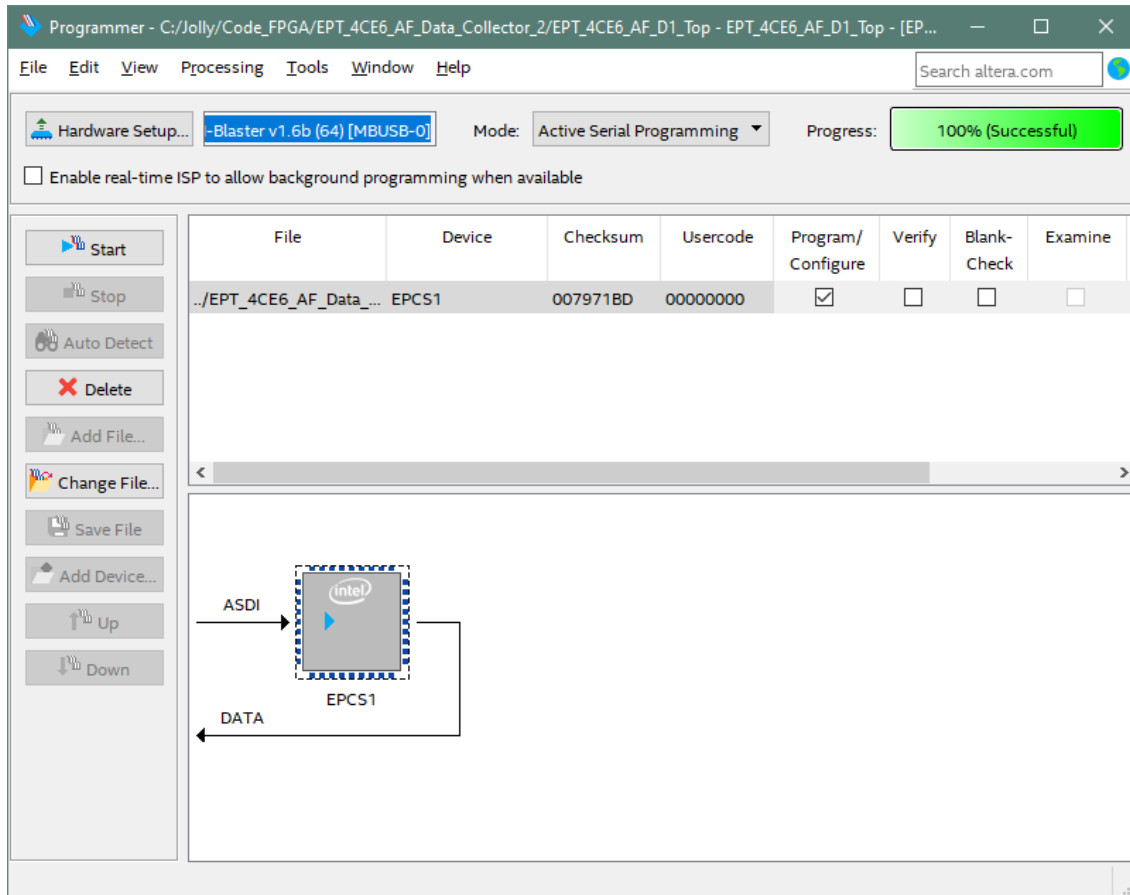 Programmer - C:/Jolly/Code_FPGA/EPT_4CE6_AF_Data_Collector_2/EPT_4CE6_AF_D1_Top - EPT_4CE6_AF_D1_Top - [EP...
File Edit View Processing Tools Window Help
Search altera.com
Hardware Setup... -Blaster v1.6b (64) [MBUSB-0] Mode: Active Serial Programming Progress: 100% (Successful)
Enable real-time ISP to allow background programming when available
Start
Stop
Auto Detect
Delete
Add File...
Change File...
Save File
Add Device...
Up
Down
File Device Checksum Usercode Program/ Verify Blank- Examine
Configure Check
../EPT_4CE6_AF_Data_... EPCS1 007971BD 00000000
intel
ASDI
EPCS1
DATA